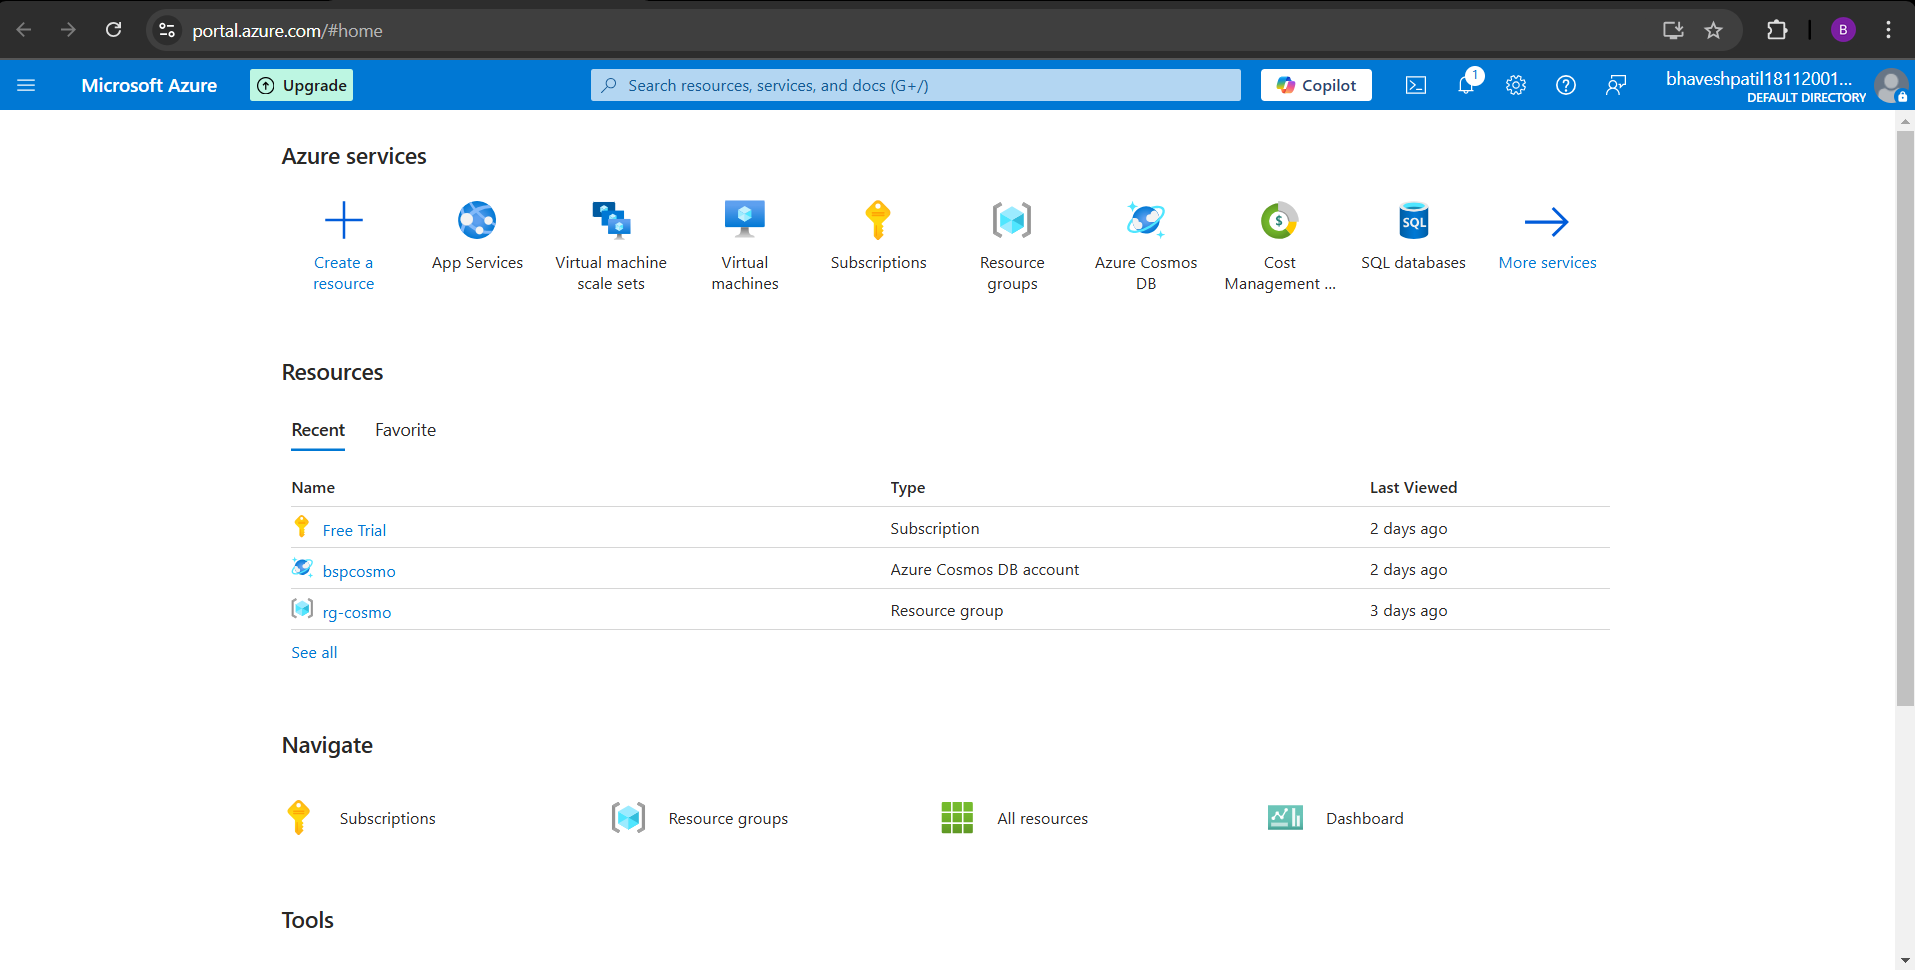 portal.azure.com/#home
B
Microsoft Azure
Upgrade
Search resources, services, and docs (G+/)
Copilot
1
bhaveshpatil18112001...
DEFAULT DIRECTORY
Azure services
Create a
resource
App Services
Virtual machine
scale sets
Virtual
machines
Subscriptions
Resource
groups
Azure Cosmos
DB
Cost
Management ...
SQL
SQL databases
More services
Resources
Recent Favorite
Name Type Last Viewed
Free Trial Subscription 2 days ago
bspcosmo Azure Cosmos DB account 2 days ago
rg-cosmo Resource group 3 days ago
See all
Navigate
Subscriptions Resource groups All resources Dashboard
Tools